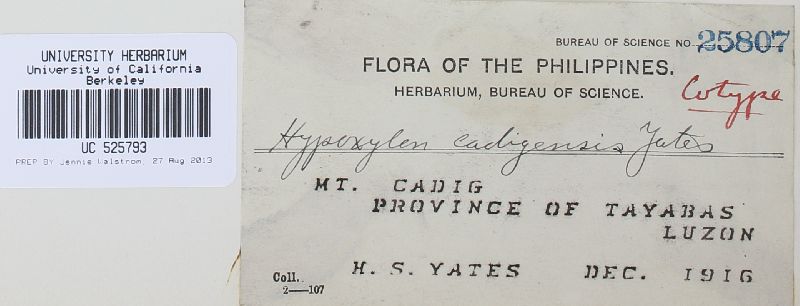 UNIVERSITY HERBARIUM
University of California
Berkeley
UC 525793
PREP BY Jennie Walstrom, 27 Aug 2013
BUREAU OF SCIENCE NO. 25807
FLORA OF THE PHILIPPINES.
HERBARIUM, BUREAU OF SCIENCE.
Cotype
Hypoxylon cadigensis Yates
MT. CADIG
PROVINCE OF TAYABAS
LUZON
Coll. H. S. YATES DEC. 1916
2—107